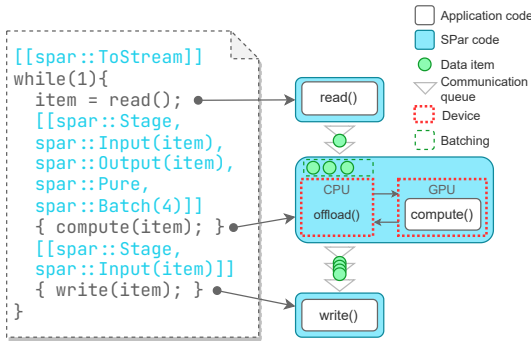 [[spar::ToStream]]
while(1){
item = read();
[[spar::Stage,
spar::Input(item),
spar::Output(item),
spar::Pure,
spar::Batch(4)]]
{ compute(item); }
[[spar::Stage,
spar::Input(item)]]
{ write(item); }
}
read()
CPU
GPU
offload()
compute()
write()
Application code
SPar code
Data item
Communication
queue
Device
Batching